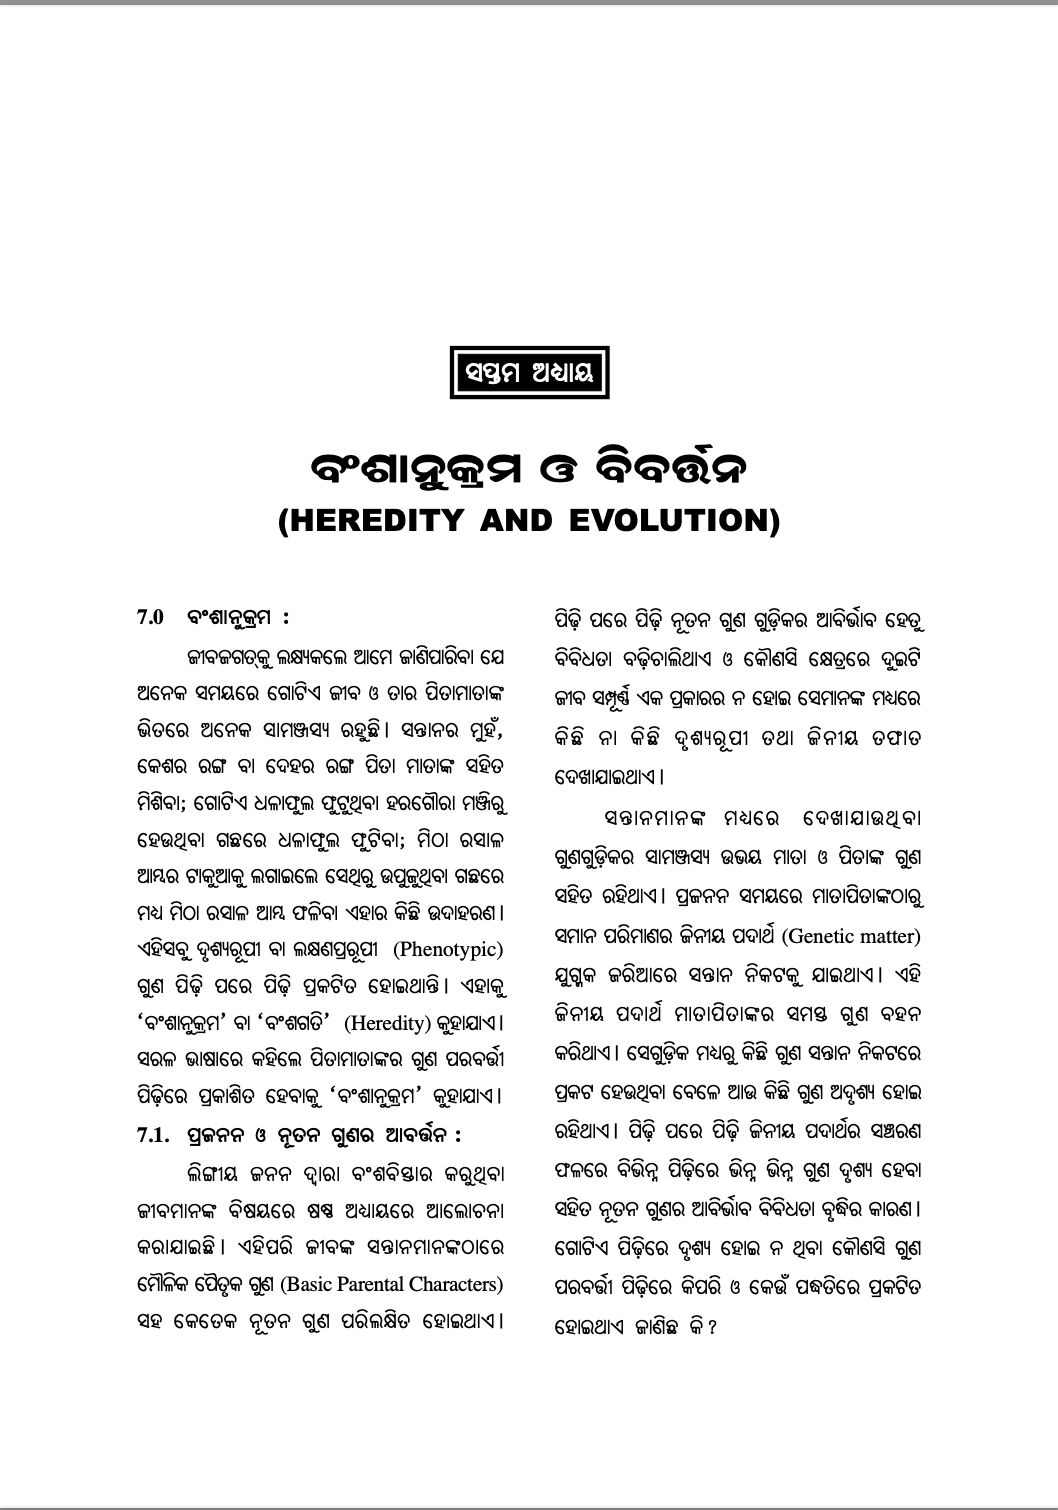 ସପ୍ତମ ଅଧ୍ୟାୟ
ବଂଶାନୁକ୍ରମ ଓ ବିବର୍ତ୍ତନ
(HEREDITY AND EVOLUTION)
7.0 ବଂଶାନୁକ୍ରମ :
ଜୀବଜଗତ୍‌କୁ ଲକ୍ଷ୍ୟକଲେ ଆମେ ଜାଣିପାରିବା ଯେ
ଅନେକ ସମୟରେ ଗୋଟିଏ ଜୀବ ଓ ତାର ପିତାମାତାଙ୍କ
ଭିତରେ ଅନେକ ସାମଞ୍ଜସ୍ୟ ରହୁଛି। ସନ୍ତାନର ମୁହଁ,
କେଶର ରଙ୍ଗ ବା ଦେହର ରଙ୍ଗ ପିତା ମାତାଙ୍କ ସହିତ
ମିଶିବା; ଗୋଟିଏ ଧଳାଫୁଲ ଫୁଟୁଥିବା ହରଗୌରା ମଞ୍ଜିରୁ
ହେଉଥିବା ଗଛରେ ଧଳାଫୁଲ ଫୁଟିବା; ମିଠା ରସାଳ
ଆମ୍ଭର ଟାକୁଆକୁ ଲଗାଇଲେ ସେଥିରୁ ଉପୁଜୁଥିବା ଗଛରେ
ମଧ୍ୟ ମିଠା ରସାଳ ଆମ୍ଭ ଫଳିବା ଏହାର କିଛି ଉଦାହରଣ।
ଏହିସବୁ ଦୃଶ୍ୟରୂପୀ ବା ଲକ୍ଷଣପ୍ରରୂପୀ (Phenotypic)
ଗୁଣ ପିଢ଼ି ପରେ ପିଢ଼ି ପ୍ରକଟିତ ହୋଇଥାନ୍ତି। ଏହାକୁ
‘ବଂଶାନୁକ୍ରମ’ ବା ‘ବଂଶଗତି’ (Heredity) କୁହାଯାଏ।
ସରଳ ଭାଷାରେ କହିଲେ ପିତାମାତାଙ୍କର ଗୁଣ ପରବର୍ତ୍ତୀ
ପିଢ଼ିରେ ପ୍ରକାଶିତ ହେବାକୁ ‘ବଂଶାନୁକ୍ରମ’ କୁହାଯାଏ।
7.1. ପ୍ରଜନନ ଓ ନୂତନ ଗୁଣର ଆବର୍ତ୍ତନ :
ଲିଙ୍ଗୀୟ ଜନନ ଦ୍ୱାରା ବଂଶବିସ୍ତାର କରୁଥିବା
ଜୀବମାନଙ୍କ ବିଷୟରେ ଷଷ୍ଠ ଅଧ୍ୟାୟରେ ଆଲୋଚନା
କରାଯାଇଛି। ଏହିପରି ଜୀବଙ୍କ ସନ୍ତାନମାନଙ୍କଠାରେ
ମୌଳିକ ପୈତୃକ ଗୁଣ (Basic Parental Characters)
ସହ କେତେକ ନୂତନ ଗୁଣ ପରିଲକ୍ଷିତ ହୋଇଥାଏ।
ପିଢ଼ି ପରେ ପିଢ଼ି ନୂତନ ଗୁଣ ଗୁଡ଼ିକର ଆବିର୍ଭାବ ହେତୁ
ବିବିଧତା ବଢ଼ିଚାଲିଥାଏ ଓ କୌଣସି କ୍ଷେତ୍ରରେ ଦୁଇଟି
ଜୀବ ସମ୍ପୂର୍ଣ୍ଣ ଏକ ପ୍ରକାରର ନ ହୋଇ ସେମାନଙ୍କ ମଧ୍ୟରେ
କିଛି ନା କିଛି ଦୃଶ୍ୟରୂପୀ ତଥା ଜିନୀୟ ତଫାତ
ଦେଖାଯାଇଥାଏ।
ସନ୍ତାନମାନଙ୍କ ମଧ୍ୟରେ ଦେଖାଯାଉଥିବା
ଗୁଣଗୁଡ଼ିକର ସାମଞ୍ଜସ୍ୟ ଉଭୟ ମାତା ଓ ପିତାଙ୍କ ଗୁଣ
ସହିତ ରହିଥାଏ। ପ୍ରଜନନ ସମୟରେ ମାତାପିତାଙ୍କଠାରୁ
ସମାନ ପରିମାଣର ଜିନୀୟ ପଦାର୍ଥ (Genetic matter)
ଯୁଗ୍ମକ ଜରିଆରେ ସନ୍ତାନ ନିକଟକୁ ଯାଇଥାଏ। ଏହି
ଜିନୀୟ ପଦାର୍ଥ ମାତାପିତାଙ୍କର ସମସ୍ତ ଗୁଣ ବହନ
କରିଥାଏ। ସେଗୁଡ଼ିକ ମଧ୍ୟରୁ କିଛି ଗୁଣ ସନ୍ତାନ ନିକଟରେ
ପ୍ରକଟ ହେଉଥିବା ବେଳେ ଆଉ କିଛି ଗୁଣ ଅଦୃଶ୍ୟ ହୋଇ
ରହିଥାଏ। ପିଢ଼ି ପରେ ପିଢ଼ି ଜିନୀୟ ପଦାର୍ଥର ସଞ୍ଚରଣ
ଫଳରେ ବିଭିନ୍ନ ପିଢ଼ିରେ ଭିନ୍ନ ଭିନ୍ନ ଗୁଣ ଦୃଶ୍ୟ ହେବା
ସହିତ ନୂତନ ଗୁଣର ଆବିର୍ଭାବ ବିବିଧତା ବୃଦ୍ଧିର କାରଣ।
ଗୋଟିଏ ପିଢ଼ିରେ ଦୃଶ୍ୟ ହୋଇ ନ ଥିବା କୌଣସି ଗୁଣ
ପରବର୍ତ୍ତୀ ପିଢ଼ିରେ କିପରି ଓ କେଉଁ ପଦ୍ଧତିରେ ପ୍ରକଟିତ
ହୋଇଥାଏ ଜାଣିଛ କି ?